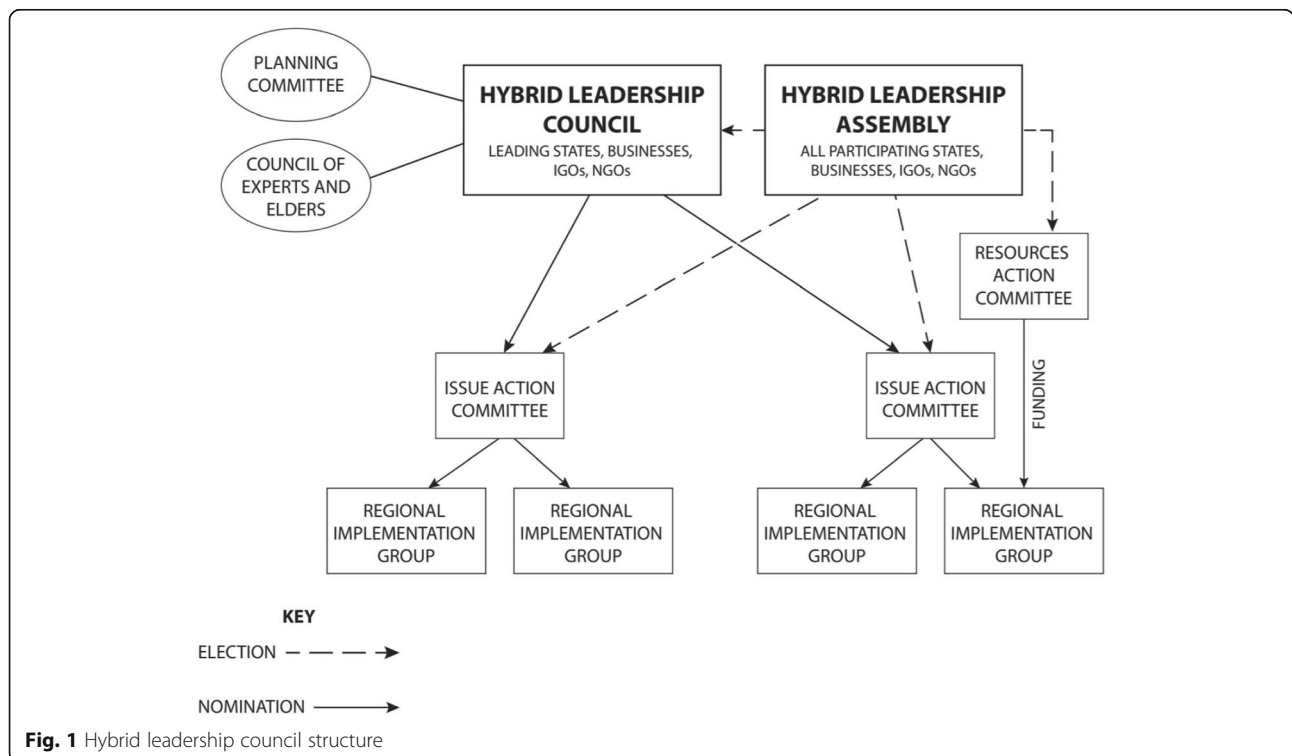 PLANNING
COMMITTEE
COUNCIL OF
EXPERTS AND
ELDERS
HYBRID LEADERSHIP
COUNCIL
LEADING STATES, BUSINESSES,
IGOs, NGOs
HYBRID LEADERSHIP
ASSEMBLY
ALL PARTICIPATING STATES,
BUSINESSES, IGOs, NGOs
RESOURCES
ACTION
COMMITTEE
FUNDING
ISSUE ACTION
COMMITTEE
ISSUE ACTION
COMMITTEE
REGIONAL
IMPLEMENTATION
GROUP
REGIONAL
IMPLEMENTATION
GROUP
REGIONAL
IMPLEMENTATION
GROUP
REGIONAL
IMPLEMENTATION
GROUP
KEY
ELECTION
NOMINATION
Fig. 1 Hybrid leadership council structure